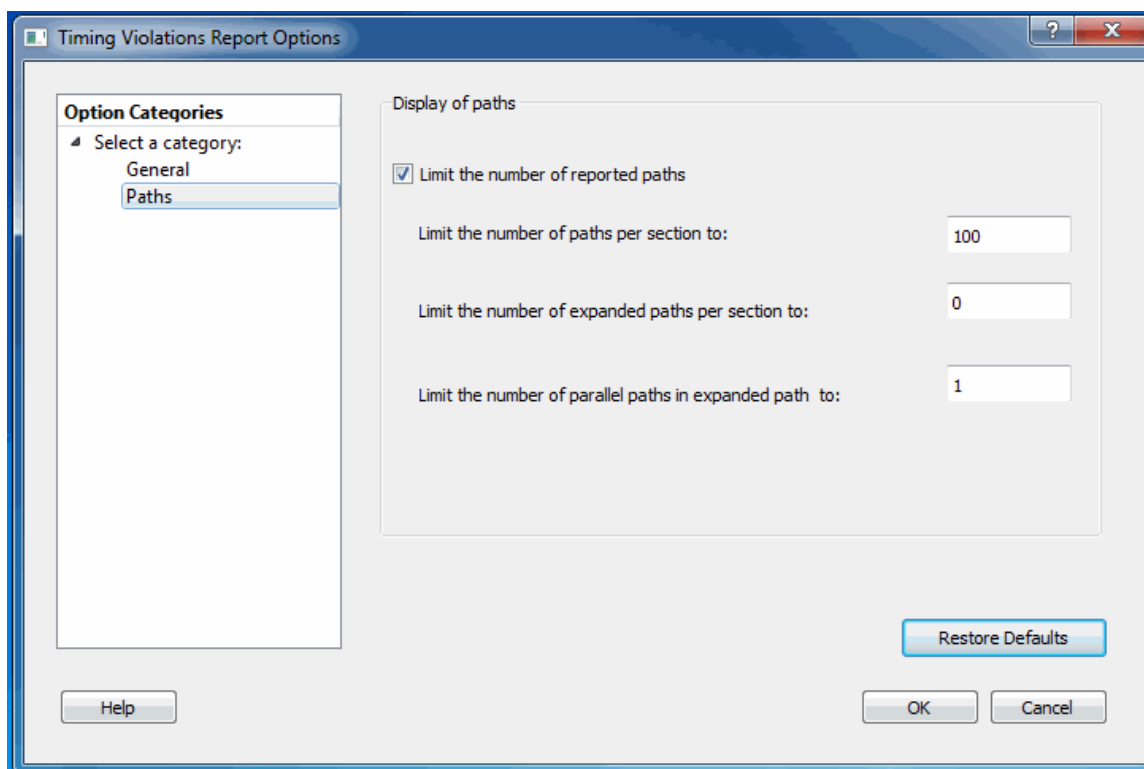 Timing Violations Report Options
?
X
Option Categories
Select a category:
General
Paths
Display of paths
Limit the number of reported paths
Limit the number of paths per section to:
100
Limit the number of expanded paths per section to:
0
Limit the number of parallel paths in expanded path to:
1
Restore Defaults
Help
OK
Cancel